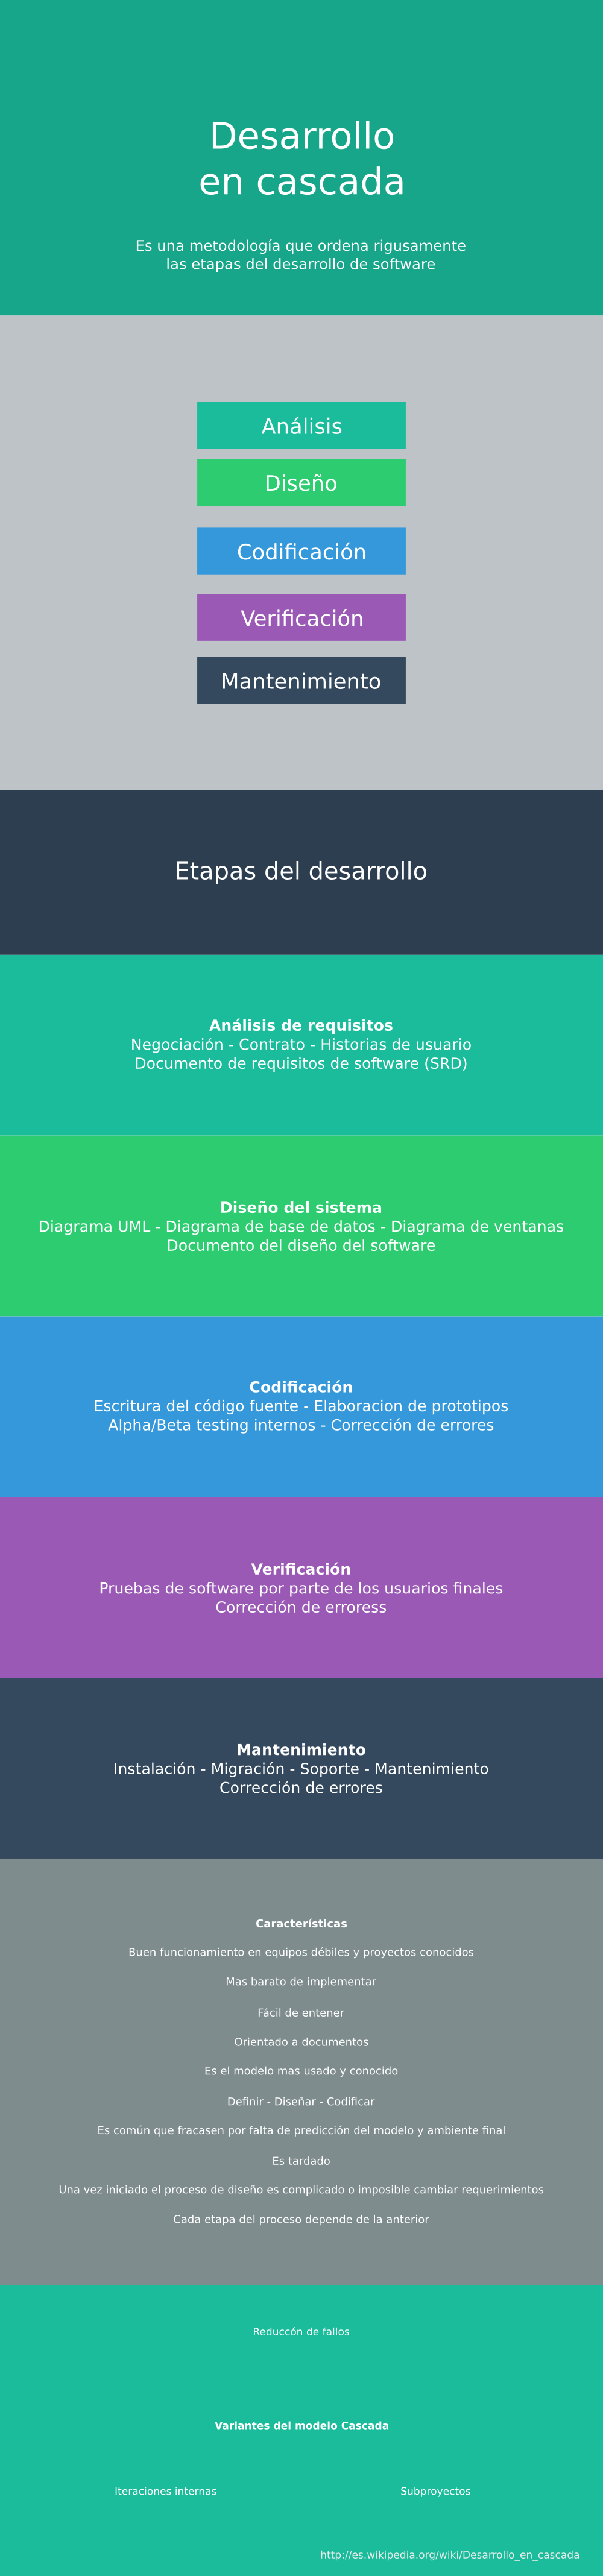 Desarrollo
en cascada
Es una metodología que ordena rigusamente
las etapas del desarrollo de software
Análisis
Diseño
Codificación
Verificación
Mantenimiento
Etapas del desarrollo
Análisis de requisitos
Negociación - Contrato - Historias de usuario
Documento de requisitos de software (SRD)
Diseño del sistema
Diagrama UML - Diagrama de base de datos - Diagrama de ventanas
Documento del diseño del software
Codificación
Escritura del código fuente - Elaboracion de prototipos
Alpha/Beta testing internos - Corrección de errores
Verificación
Pruebas de software por parte de los usuarios finales
Corrección de erroress
Mantenimiento
Instalación - Migración - Soporte - Mantenimiento
Corrección de errores
Características
Buen funcionamiento en equipos débiles y proyectos conocidos
Mas barato de implementar
Fácil de entener
Orientado a documentos
Es el modelo mas usado y conocido
Definir - Diseñar - Codificar
Es común que fracasen por falta de predicción del modelo y ambiente final
Es tardado
Una vez iniciado el proceso de diseño es complicado o imposible cambiar requerimientos
Cada etapa del proceso depende de la anterior
Reduccón de fallos
Variantes del modelo Cascada
Iteraciones internas
Subproyectos
http://es.wikipedia.org/wiki/Desarrollo_en_cascada